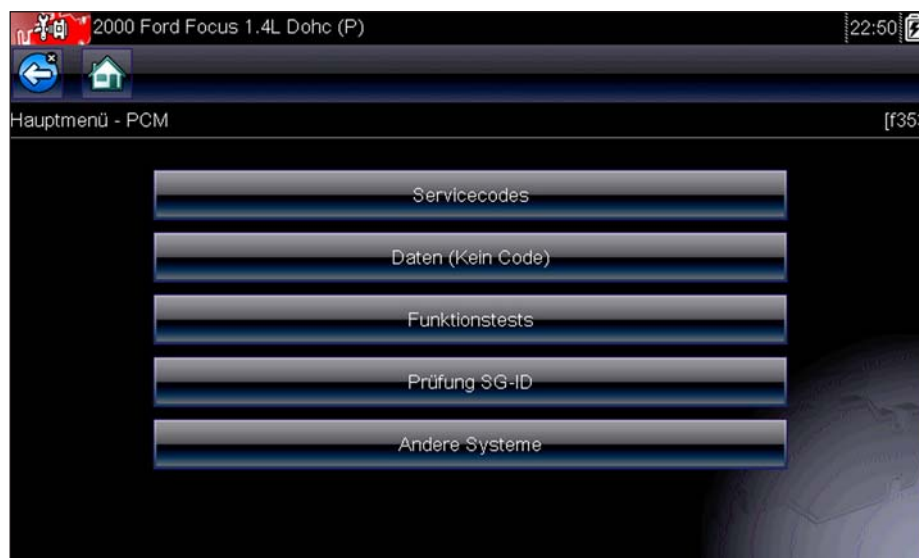 2000 Ford Focus 1.4L Dohc (P)
22:50
Hauptmenü - PCM
[f353
Servicecodes
Daten (Kein Code)
Funktionstests
Prüfung SG-ID
Andere Systeme